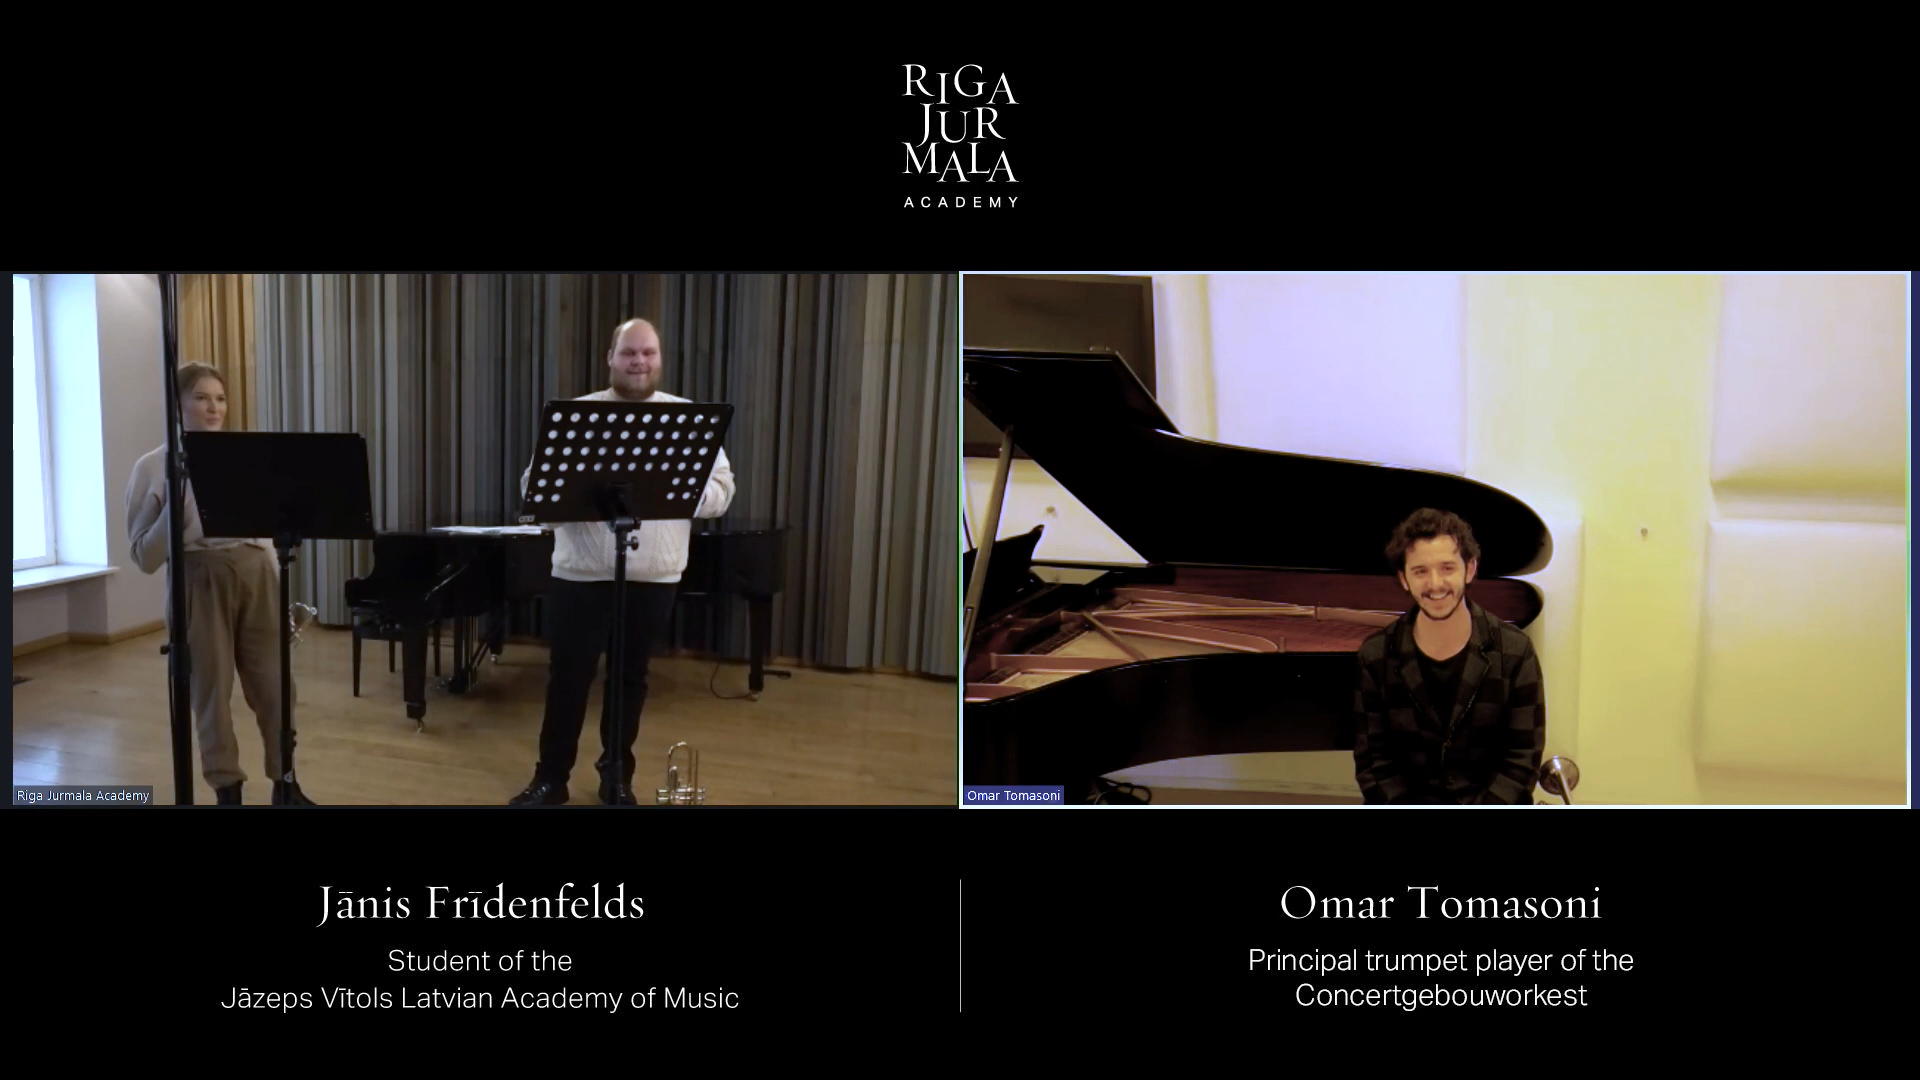 RIGA
JUR
MALA
ACADEMY
Riga Jurmala Academy
Omar Tomasoni
Jānis Frīdenfelds
Student of the
Jāzeps Vītols Latvian Academy of Music
Omar Tomasoni
Principal trumpet player of the
Concertgebouworkest